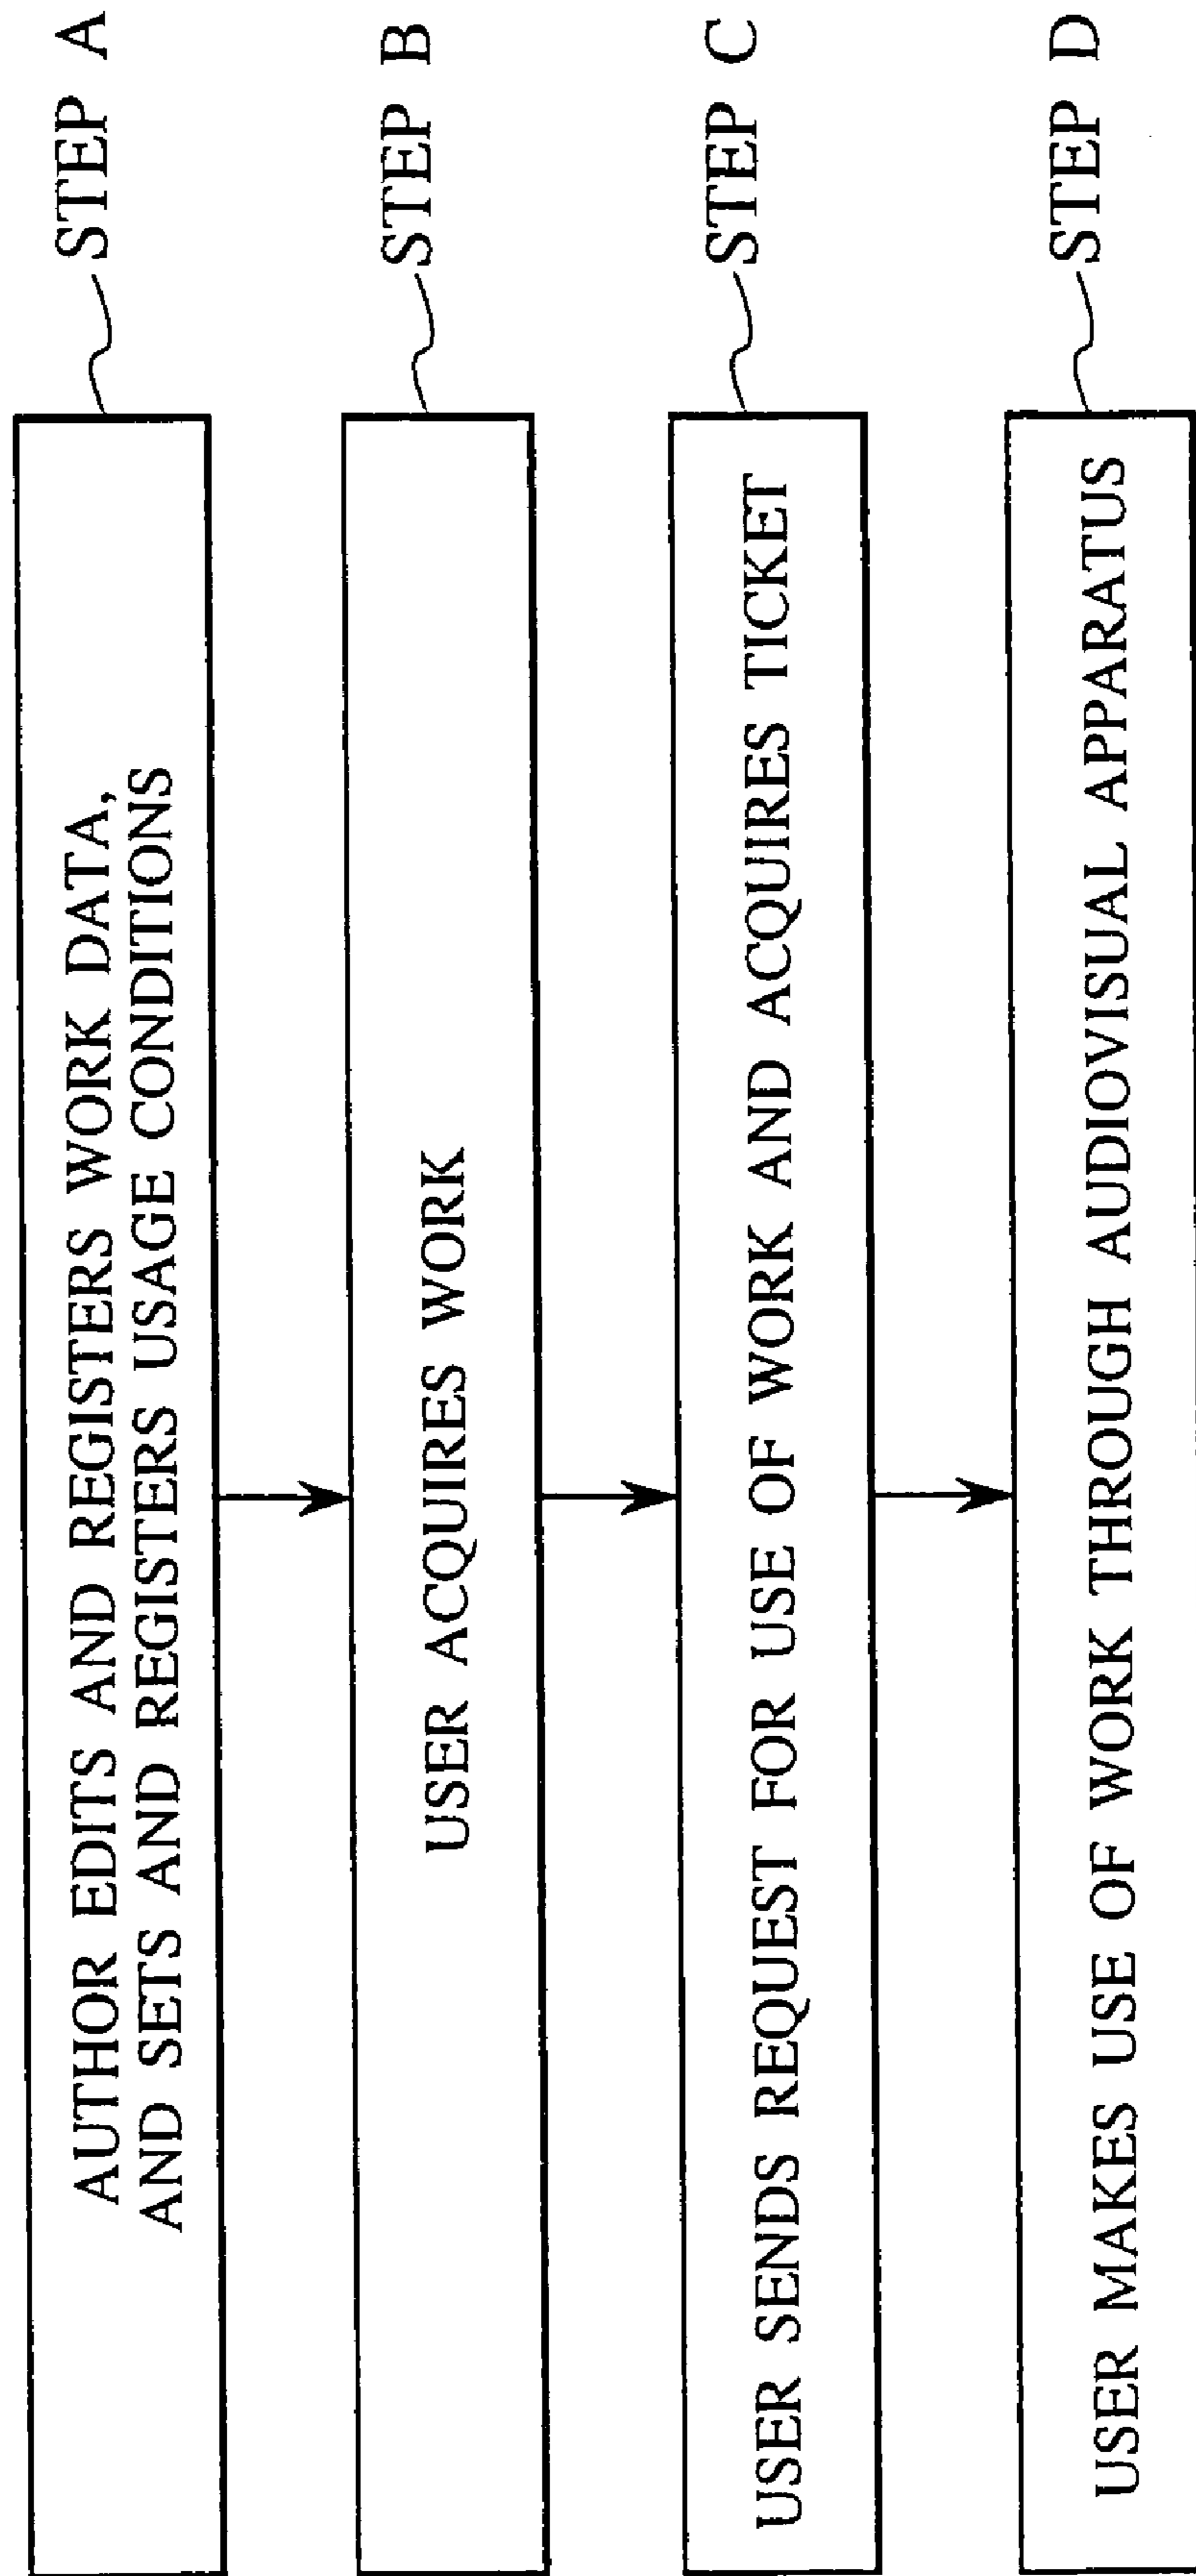 AUTHOR EDITS AND REGISTERS WORK DATA,
AND SETS AND REGISTERS USAGE CONDITIONS
STEP A
USER ACQUIRES WORK
STEP B
USER SENDS REQUEST FOR USE OF WORK AND ACQUIRES TICKET
STEP C
USER MAKES USE OF WORK THROUGH AUDIOVISUAL APPARATUS
STEP D